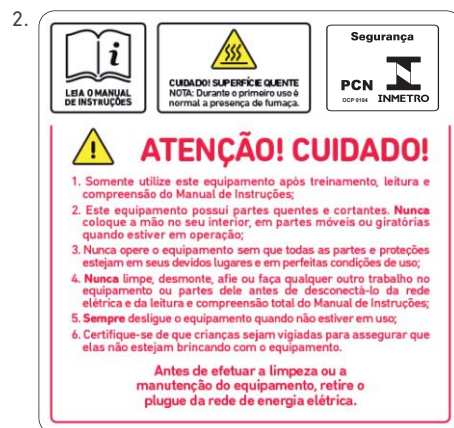 2.
i
LEIA O MANUAL
DE INSTRUÇÕES
CUIDADO! SUPERFÍCIE QUENTE
NOTA: Durante o primeiro uso é
normal a presença de fumaça.
Segurança
PCN
OCP 0104
INMETRO
! ATENÇÃO! CUIDADO!
1. Somente utilize este equipamento após treinamento, leitura e
compreensão do Manual de Instruções;
2. Este equipamento possui partes quentes e cortantes. Nunca
coloque a mão no seu interior, em partes móveis ou giratórias
quando estiver em operação;
3. Nunca opere o equipamento sem que todas as partes e proteções
estejam em seus devidos lugares e em perfeitas condições de uso;
4. Nunca limpe, desmonte, afie ou faça qualquer outro trabalho no
equipamento ou partes dele antes de desconectá-lo da rede
elétrica e da leitura e compreensão total do Manual de Instruções;
5. Sempre desligue o equipamento quando não estiver em uso;
6. Certifique-se de que crianças sejam vigiadas para assegurar que
elas não estejam brincando com o equipamento.
Antes de efetuar a limpeza ou a
manutenção do equipamento, retire o
plugue da rede de energia elétrica.